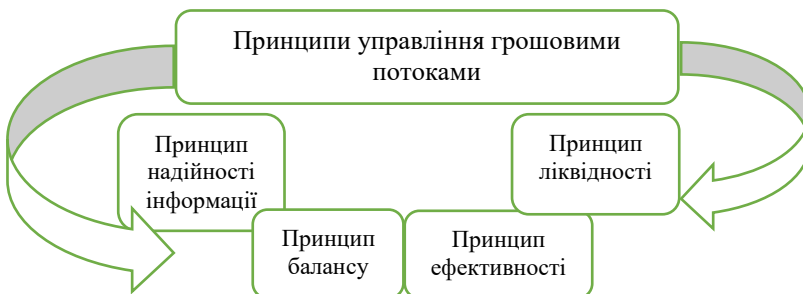 Принципи управління грошовими
потоками
Принцип
надійності
інформації
Принцип
балансу
Принцип
ефективності
Принцип
ліквідності